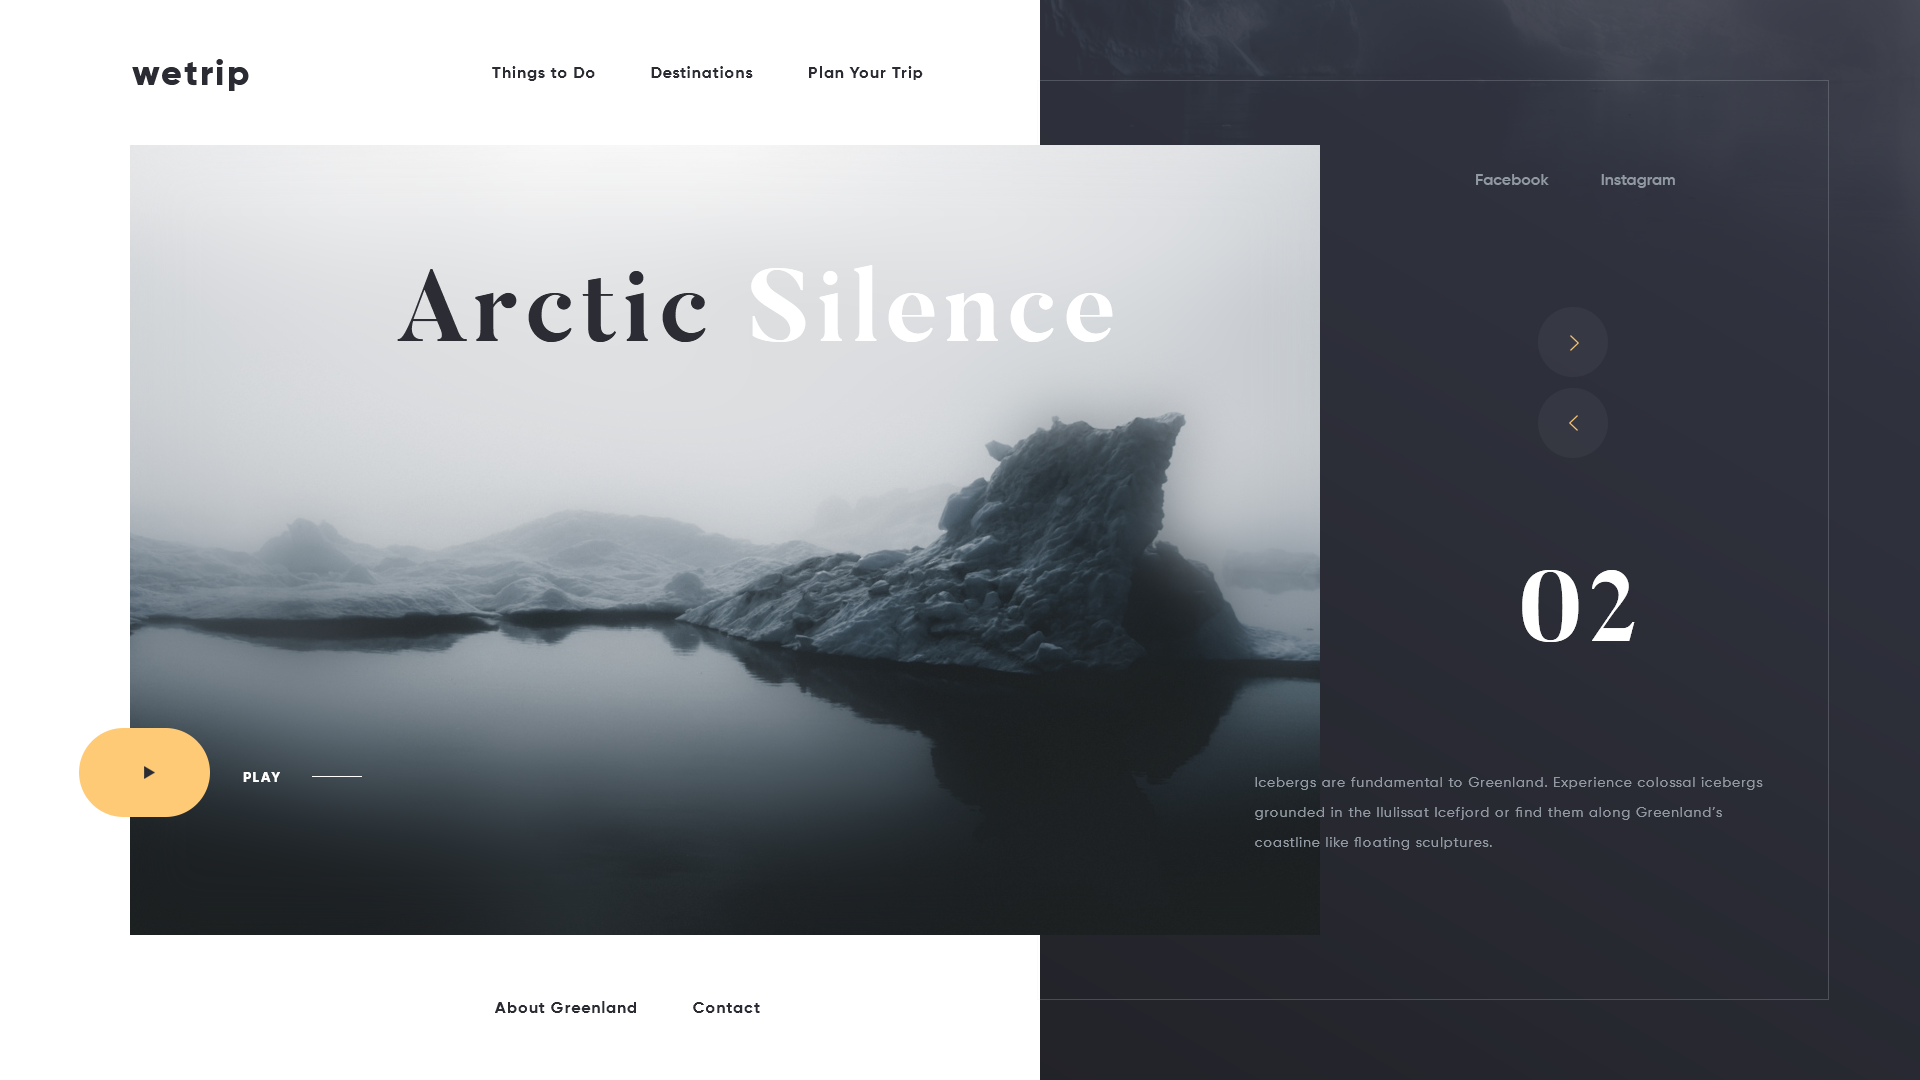 wetrip
Things to Do
Destinations
Plan Your Trip
Facebook
Instagram
Arctic Silence
02
PLAY
Icebergs are fundamental to Greenland. Experience colossal icebergs
grounded in the Ilulissat Icefjord or find them along Greenland’s
coastline like floating sculptures.
About Greenland
Contact